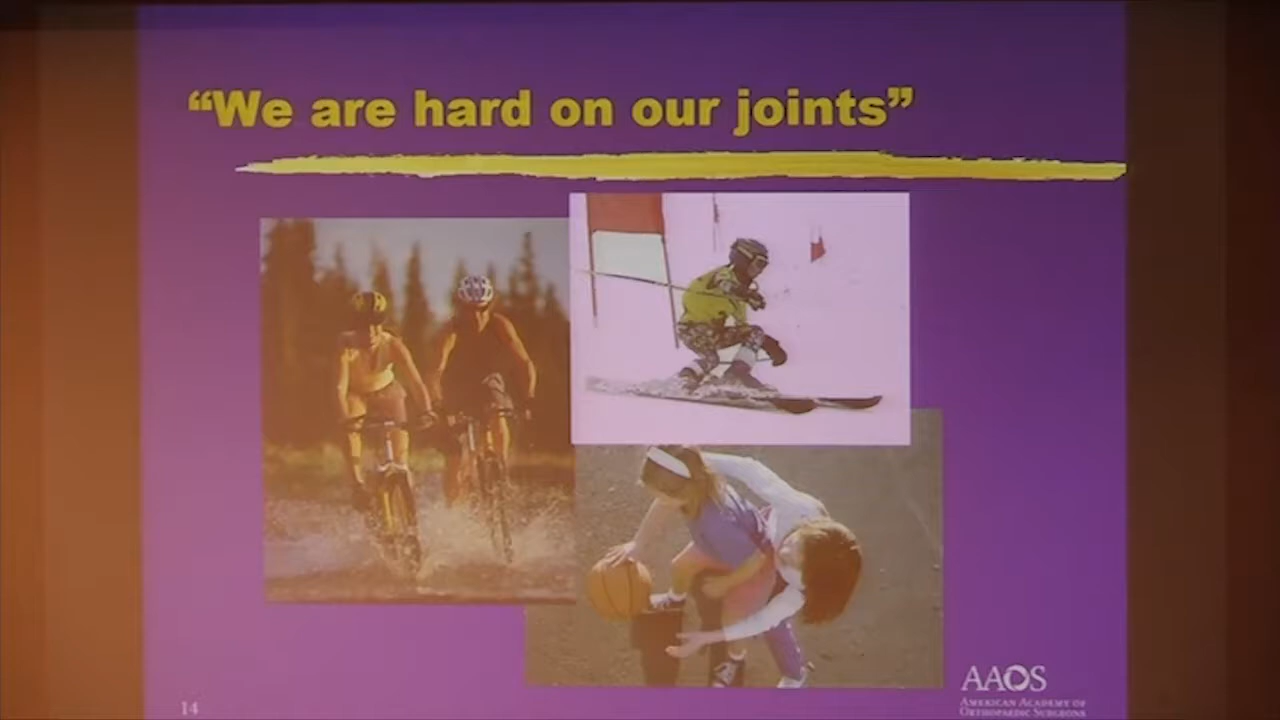 “We are hard on our joints”
14
AAOS
American Academy of
Orthopaedic Surgeons